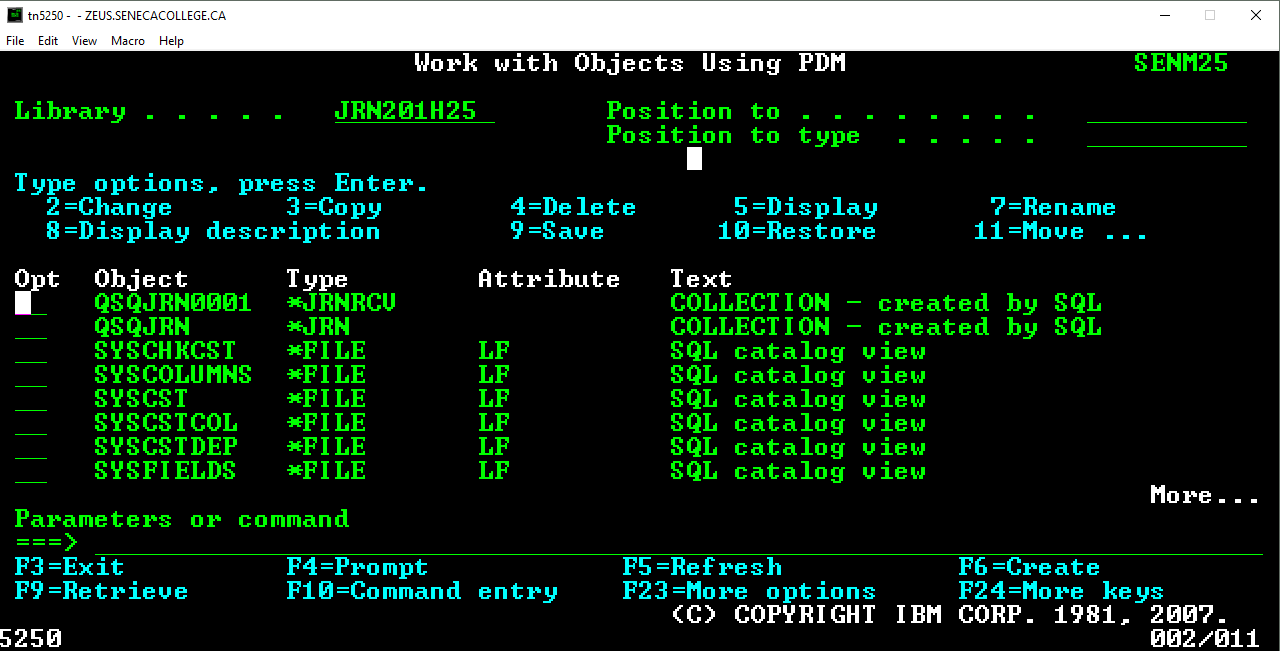 tn5250 - - ZEUS.SENECACOLLEGE.CA
File Edit View Macro Help
Work with Objects Using PDM SENM25
Library . . . . . JRN201H25 Position to . . . . . . . .
Position to type . . . . .
Type options, press Enter.
2=Change 3=Copy 4=Delete 5=Display 7=Rename
8=Display description 9=Save 10=Restore 11=Move ...
Opt Object Type Attribute Text
QSQJRN0001 *JRNRCV COLLECTION - created by SQL
QSQJRN *JRN COLLECTION - created by SQL
SYSCHKCST *FILE LF SQL catalog view
SYSCOLUMNS *FILE LF SQL catalog view
SYSCST *FILE LF SQL catalog view
SYSCSTCOL *FILE LF SQL catalog view
SYSCSTDEP *FILE LF SQL catalog view
SYSFIELDS *FILE LF SQL catalog view
More...
Parameters or command
===>
F3=Exit F4=Prompt F5=Refresh F6=Create
F9=Retrieve F10=Command entry F23=More options F24=More keys
(C) COPYRIGHT IBM CORP. 1981, 2007.
5250 002/011